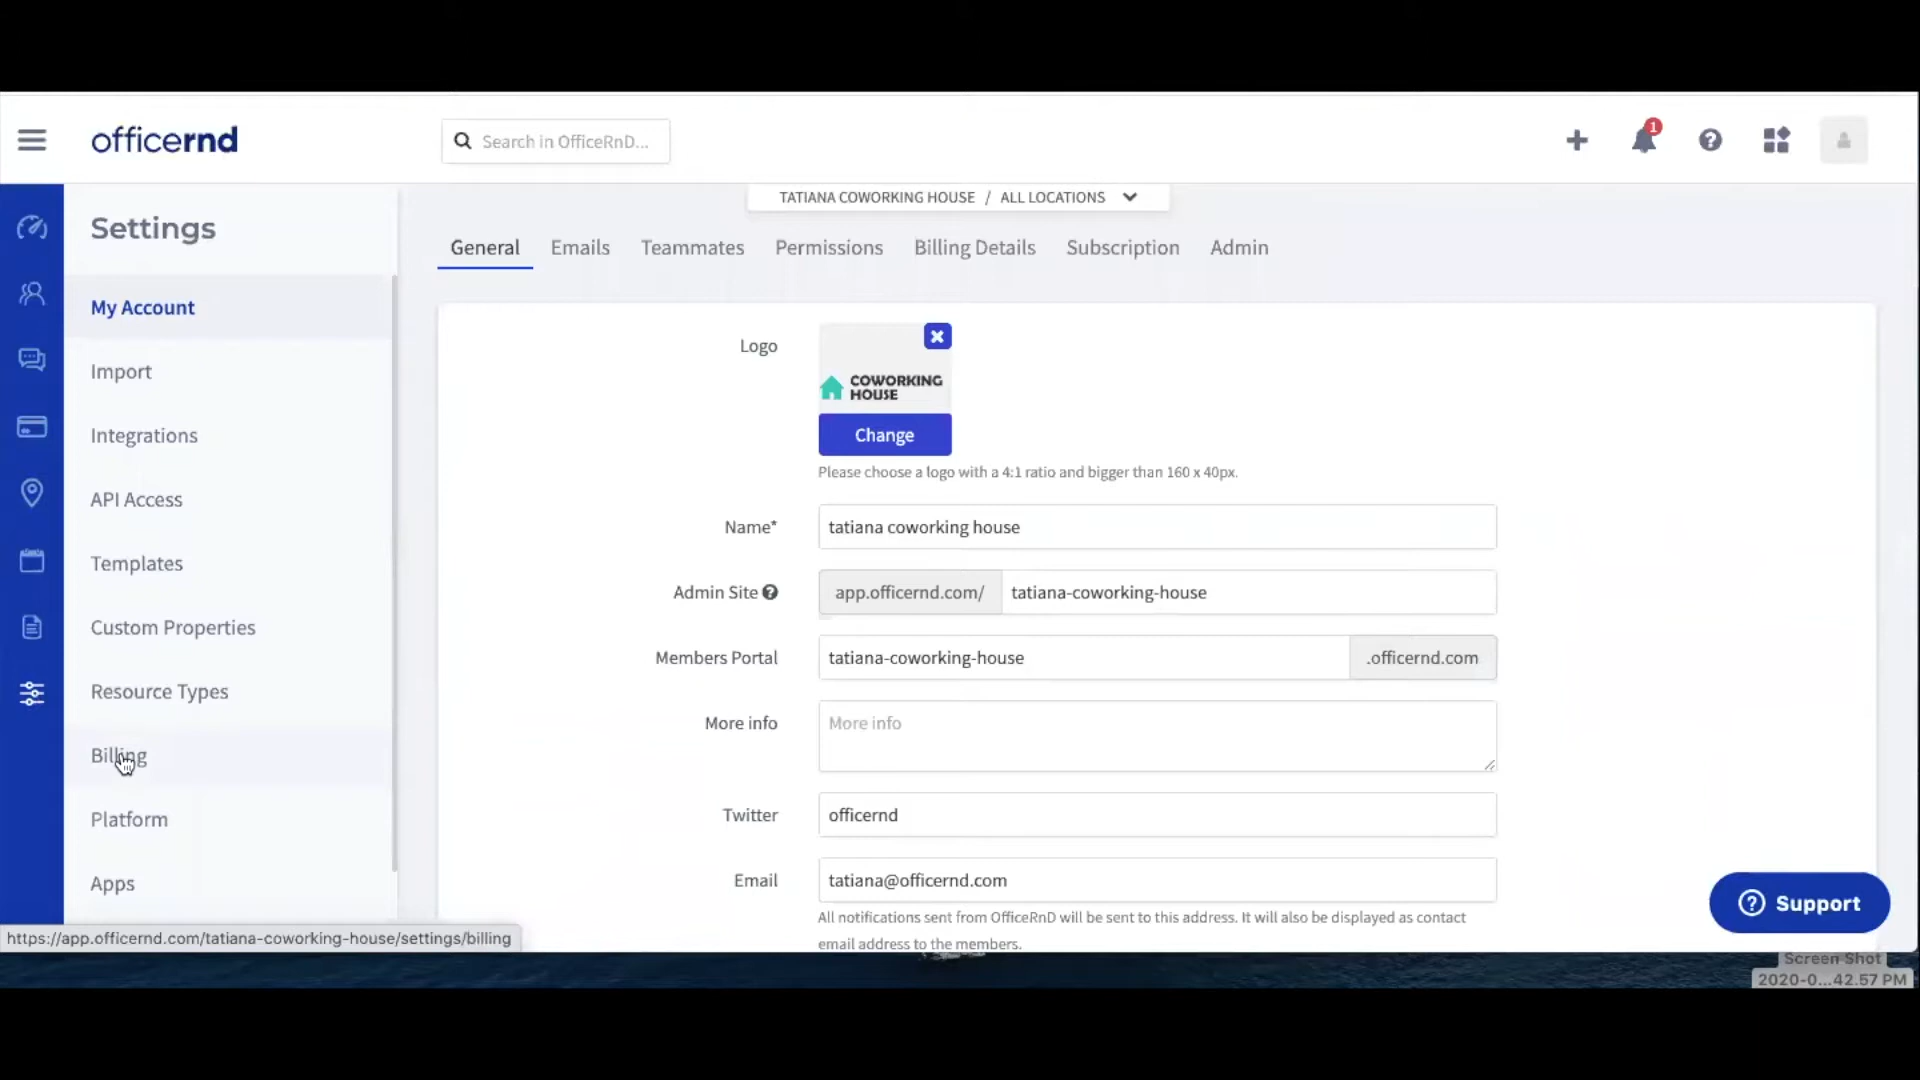 officernd
Search in OfficeRnD...
1
TATIANA COWORKING HOUSE / ALL LOCATIONS
Settings
General Emails Teammates Permissions Billing Details Subscription Admin
My Account
Import
Integrations
API Access
Templates
Custom Properties
Resource Types
Billing
Platform
Apps
Logo
COWORKING
HOUSE
Change
Please choose a logo with a 4:1 ratio and bigger than 160 x 40px.
Name* tatiana coworking house
Admin Site app.officernd.com/ tatiana-coworking-house
Members Portal tatiana-coworking-house .officernd.com
More info More info
Twitter officernd
Email tatiana@officernd.com
All notifications sent from OfficeRnD will be sent to this address. It will also be displayed as contact
email address to the members.
Support
https://app.officernd.com/tatiana-coworking-house/settings/billing
Screen Shot
2020-0...42.57 PM